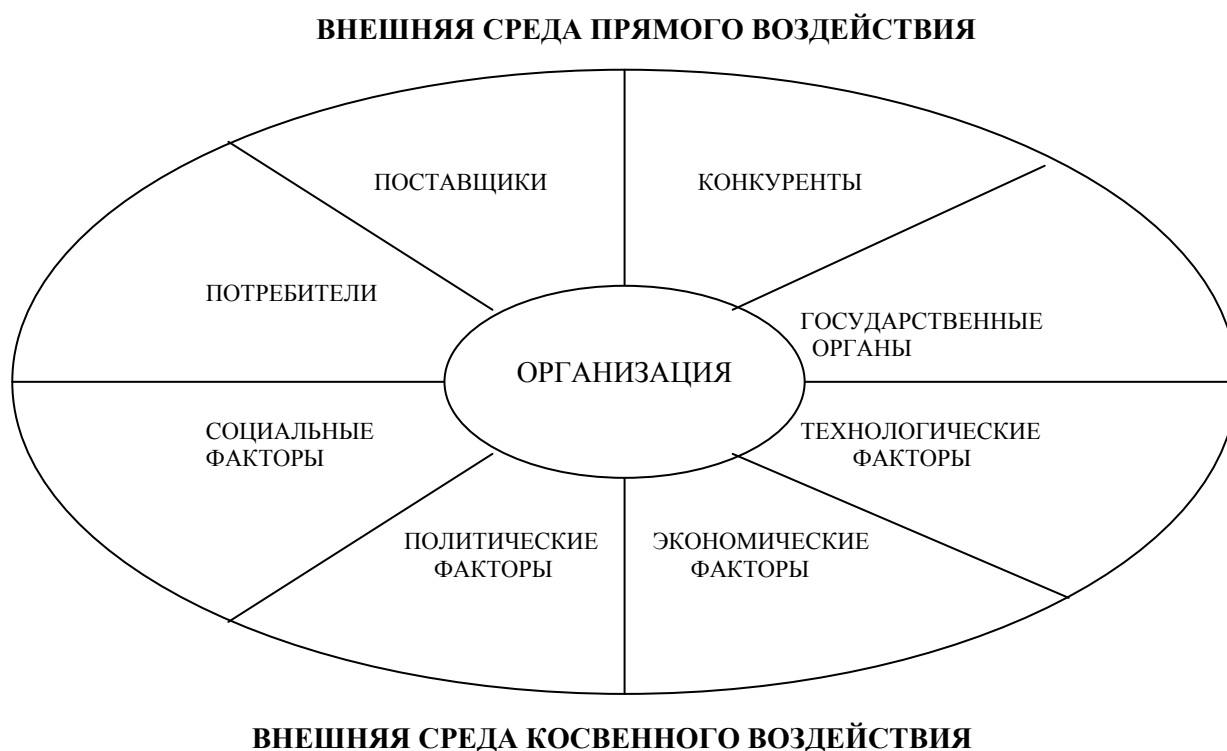 ВНЕШНЯЯ СРЕДА ПРЯМОГО ВОЗДЕЙСТВИЯ
ПОСТАВЩИКИ
КОНКУРЕНТЫ
ПОТРЕБИТЕЛИ
ГОСУДАРСТВЕННЫЕ
ОРГАНЫ
ОРГАНИЗАЦИЯ
СОЦИАЛЬНЫЕ
ФАКТОРЫ
ТЕХНОЛОГИЧЕСКИЕ
ФАКТОРЫ
ПОЛИТИЧЕСКИЕ
ФАКТОРЫ
ЭКОНОМИЧЕСКИЕ
ФАКТОРЫ
ВНЕШНЯЯ СРЕДА КОСВЕННОГО ВОЗДЕЙСТВИЯ